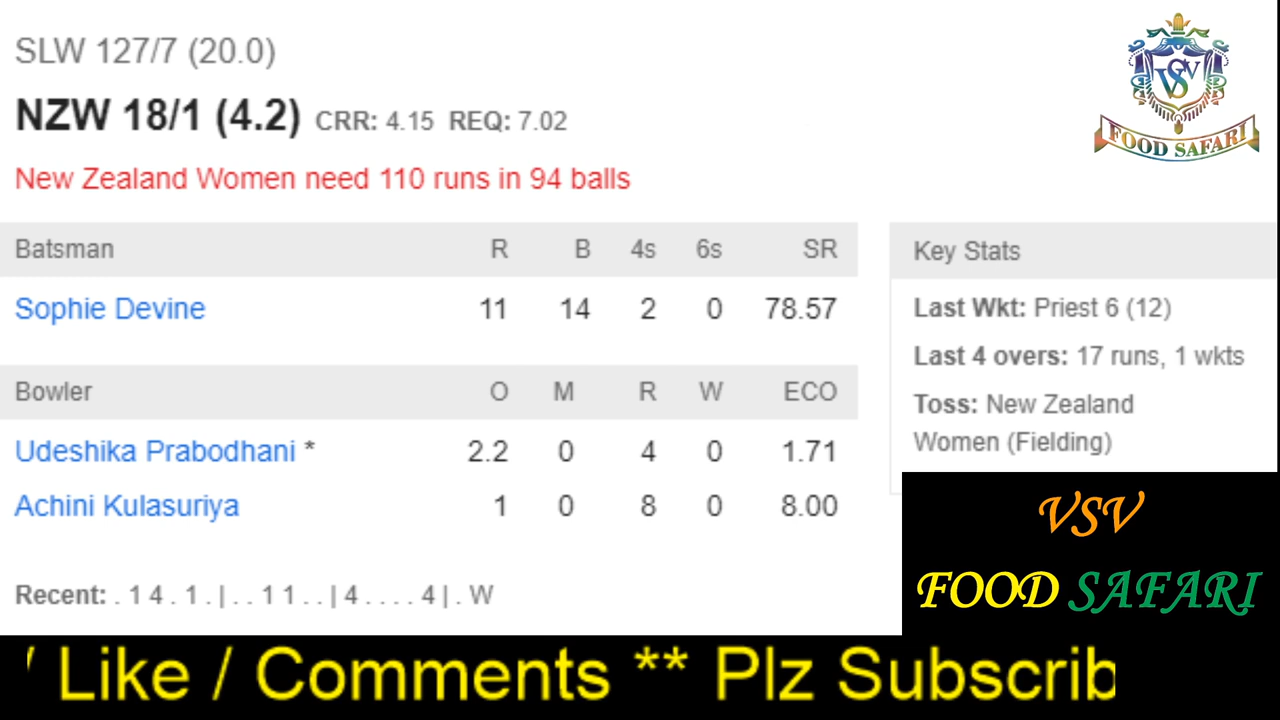 SLW 127/7 (20.0)
NZW 18/1 (4.2) CRR: 4.15 REQ: 7.02
New Zealand Women need 110 runs in 94 balls
VSV
FOOD SAFARI
Batsman R B 4s 6s SR
Sophie Devine 11 14 2 0 78.57
Bowler O M R W ECO
Udeshika Prabodhani * 2.2 0 4 0 1.71
Achini Kulasuriya 1 0 8 0 8.00
Recent: . 1 4 . 1 . | . . 1 1 . . | 4 . . . . 4 | . W
Key Stats
Last Wkt: Priest 6 (12)
Last 4 overs: 17 runs, 1 wkts
Toss: New Zealand
Women (Fielding)
VSV
FOOD SAFARI
/ Like / Comments ** Plz Subscrib